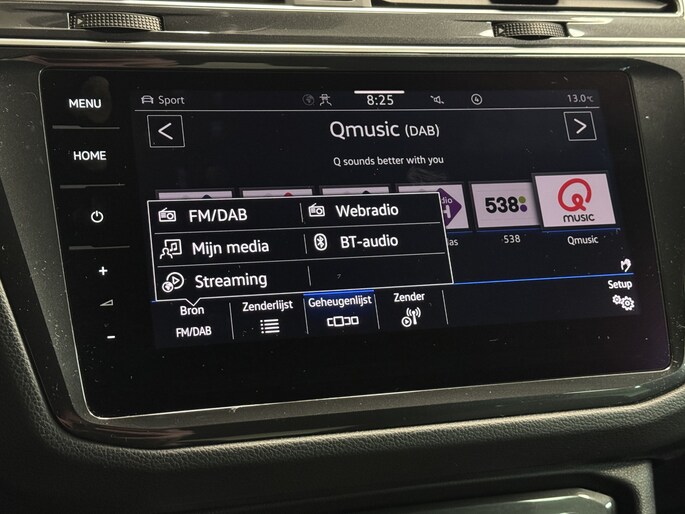 MENU
HOME
Sport
8:25
13.0°C
<
Qmusic (DAB)
>
Q sounds better with you
538
Q
MUSIC
538
Qmusic
FM/DAB
Webradio
Mijn media
BT-audio
Streaming
+
-
Bron
FM/DAB
Zenderlijst
Geheugenlijst
Zender
Setup